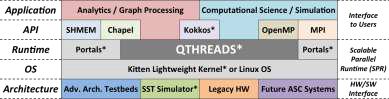 Application Analytics / Graph Processing Computational Science / Simulation Interface to Users
API SHMEM Chapel Kokkos* OpenMP MPI
Runtime Portals* QTHREADS* Portals* Scalable Parallel Runtime (SPR)
OS Kitten Lightweight Kernel* or Linux OS
Architecture Adv. Arch. Testbeds SST Simulator* Legacy HW Future ASC Systems HW/SW Interface